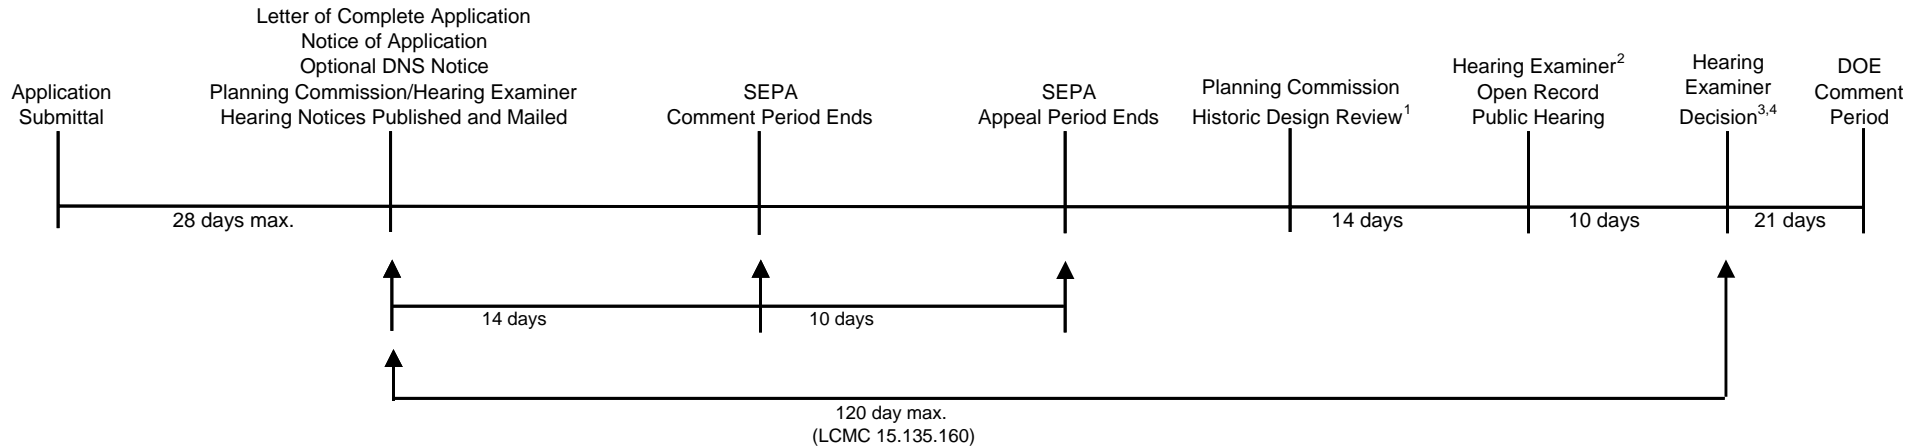 Application
Submittal
Letter of Complete Application
Notice of Application
Optional DNS Notice
Planning Commission/Hearing Examiner
Hearing Notices Published and Mailed
SEPA
Comment Period Ends
SEPA
Appeal Period Ends
Planning Commission
Historic Design Review1
Hearing Examiner2
Open Record
Public Hearing
Hearing
Examiner
Decision3,4
DOE
Comment
Period
28 days max.
14 days
10 days
21 days
14 days
10 days
120 day max.
(LCMC 15.135.160)